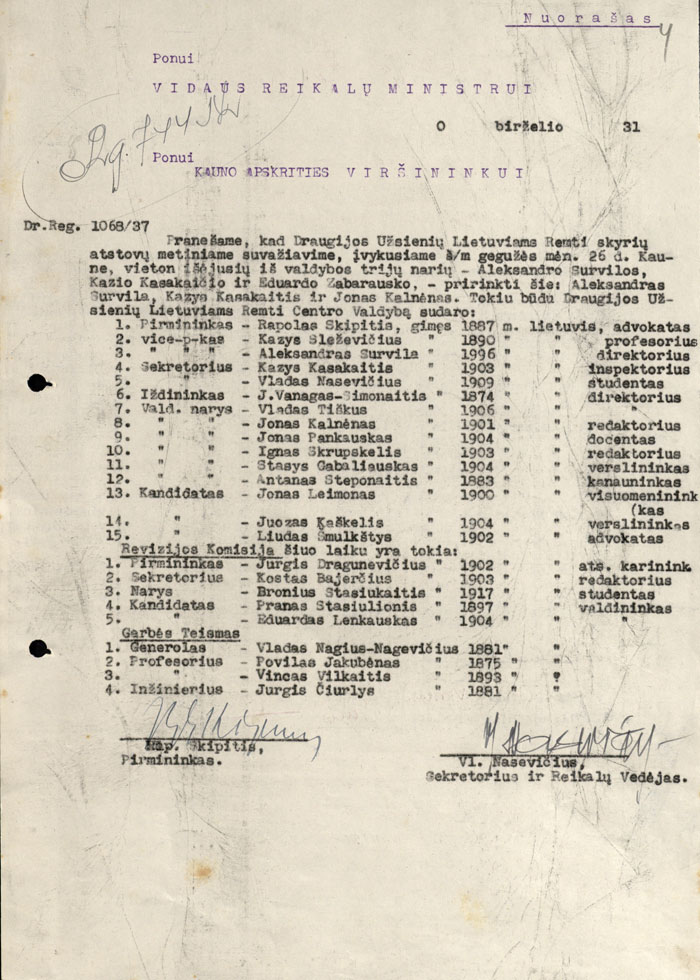 Nuorašas
4
Ponui
VIDAUS REIKALŲ MINISTRUI
0 birželio 31
Ponui
KAUNO APSKRITIES VIRŠININKUI
Dr.Reg. 1068/37
Pranešame, kad Draugijos Užsienių Lietuviams Remti skyrių
atstovų metiniame suvažiavime, įvykusiame š/m gegužės mėn. 26 d. Kau-
ne, vieton išėjusių iš valdybos trijų narių - Aleksandro Survilos,
Kazio Kasakaičio ir Eduardo Zabarausko, - pririnkti šie: Aleksandras
Survila, Kazys Kasakaitis ir Jonas Kalnėnas. Tokiu būdu Draugijos Už-
sienių Lietuviams Remti Centro Valdybą sudaro:
1. Pirmininkas - Rapolas Skipitis, gimęs 1887 m. lietuvis, advokatas
2. vice-p-kas - Kazys Sleževičius " 1890 " " profesorius
3. " " - Aleksandras Survila " 1996 " " direktorius
4. Sekretorius - Kazys Kasakaitis " 1903 " " inspektorius
5. " - Vladas Nasevičius " 1909 " " studentas
6. Iždininkas - J.Vanagas-Simonaitis " 1874 " " direktorius
7. Vald. narys - Vladas Tiškus " 1906 " " "
8. " " - Jonas Kalnėnas " 1901 " " redaktorius
9. " " - Jonas Pankauskas " 1904 " " docentas
10. " " - Ignas Skrupskelis " 1903 " " redaktorius
11. " " - Stasys Gabaliauskas " 1904 " " verslininkas
12. " " - Antanas Steponaitis " 1883 " " kanauninkas
13. Kandidatas - Jonas Leimonas " 1900 " " visuomeninink
(kas
14. " - Juozas Kaškelis " 1904 " " verslininkas
15. " - Liudas Šmulkštys " 1902 " " advokatas
Revizijos Komisija šiuo laiku yra tokia:
1. Pirmininkas - Jurgis Dragunevičius " 1902 " " ats. karinink
2. Sekretorius - Kostas Bajerčius " 1903 " " redaktorius
3. Narys - Bronius Stasiukaitis " 1917 " " studentas
4. Kandidatas - Pranas Stasiulionis " 1897 " " valdininkas
5. " - Eduardas Lenkauskas " 1904 " " "
Garbės Teismas
1. Generolas - Vladas Nagius-Nagevičius 1881 " "
2. Profesorius - Povilas Jakubėnas " 1875 " "
3. " - Vincas Vilkaitis " 1893 " "
4. Inžinierius - Jurgis Čiurlys " 1881 " "
Rap. Skipitis,
Pirmininkas.
Vl. Nasevičius,
Sekretorius ir Reikalų Vedėjas.